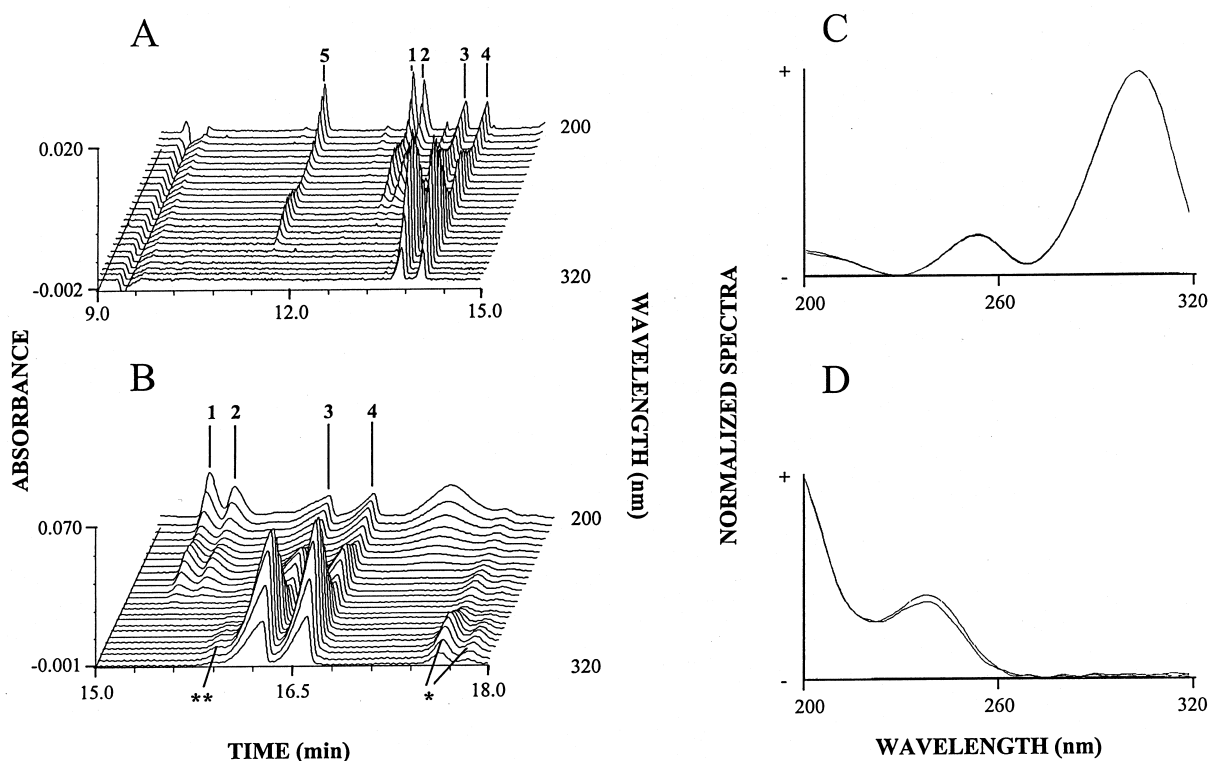 A
5 1 2 3 4
200
0.020
-0.002
320
9.0 12.0 15.0
B
1 2 3 4
200
0.070
-0.001
320
15.0 16.5 18.0
** *
ABSORBANCE
TIME (min)
WAVELENGTH (nm)
C
+
-
200 260 320
D
+
-
200 260 320
NORMALIZED SPECTRA
WAVELENGTH (nm)